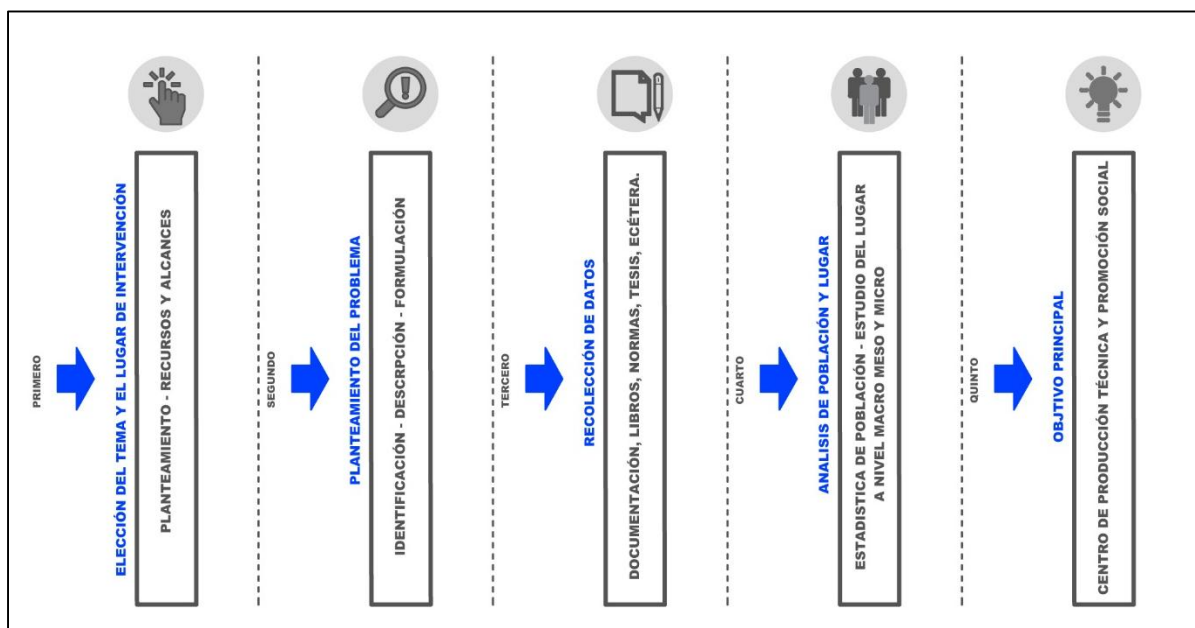 PRIMERO
ELECCIÓN DEL TEMA Y EL LUGAR DE INTERVENCIÓN
PLANTEAMIENTO - RECURSOS Y ALCANCES
SEGUNDO
PLANTEAMIENTO DEL PROBLEMA
IDENTIFICACIÓN - DESCRPCIÓN - FORMULACIÓN
TERCERO
RECOLECCIÓN DE DATOS
DOCUMENTACIÓN, LIBROS, NORMAS, TESIS, ECÉTERA.
CUARTO
ANALISIS DE POBLACIÓN Y LUGAR
ESTADISTICA DE POBLACIÓN - ESTUDIO DEL LUGAR
A NIVEL MACRO MESO Y MICRO
QUINTO
OBJTIVO PRINCIPAL
CENTRO DE PRODUCCIÓN TÉCNICA Y PROMOCIÓN SOCIAL